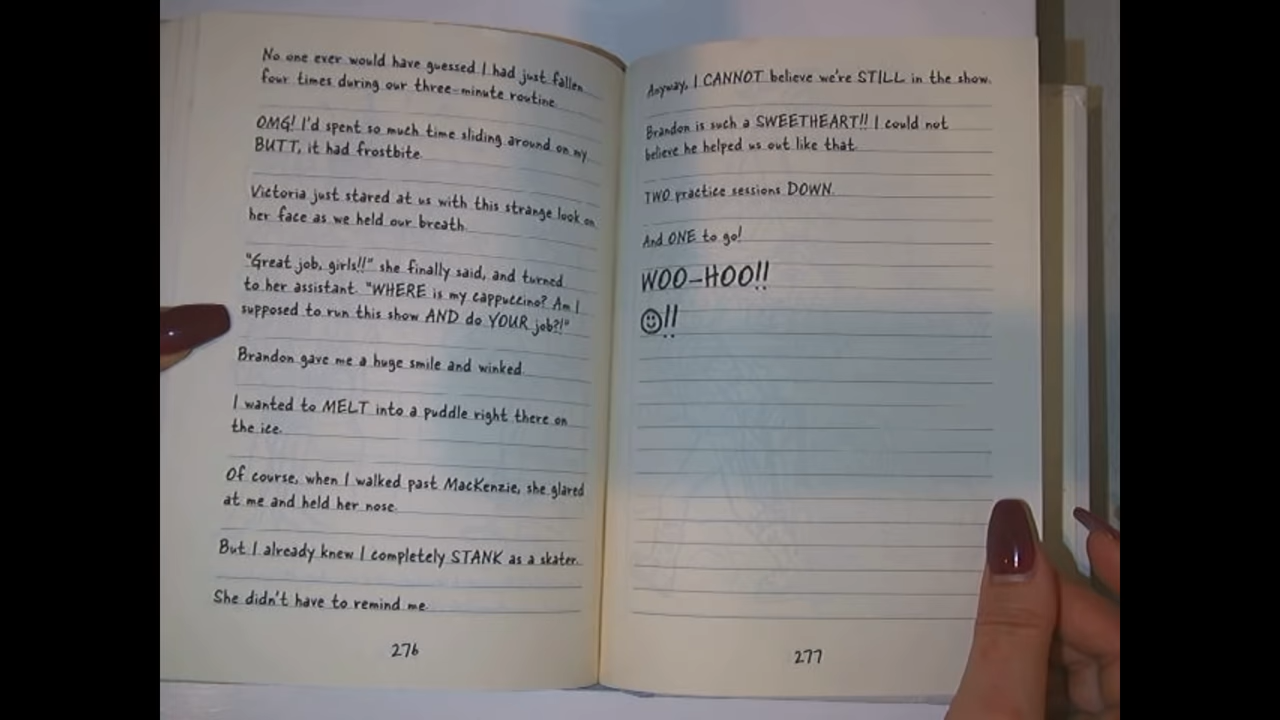 No one ever would have guessed I had just fallen
four times during our three-minute routine.
OMG! I'd spent so much time sliding around on my
BUTT, it had frostbite.
Victoria just stared at us with this strange look on
her face as we held our breath.
"Great job, girls!!" she finally said, and turned
to her assistant. "WHERE is my cappuccino? Am I
supposed to run this show AND do YOUR job?!"
Brandon gave me a huge smile and winked.
I wanted to MELT into a puddle right there on
the ice.
Of course, when I walked past MacKenzie, she glared
at me and held her nose.
But I already knew I completely STANK as a skater.
She didn't have to remind me.
276
Anyway, I CANNOT believe we're STILL in the show.
Brandon is such a SWEETHEART!! I could not
believe he helped us out like that.
TWO practice sessions DOWN.
And ONE to go!
WOO-HOO!!
☺!!
277